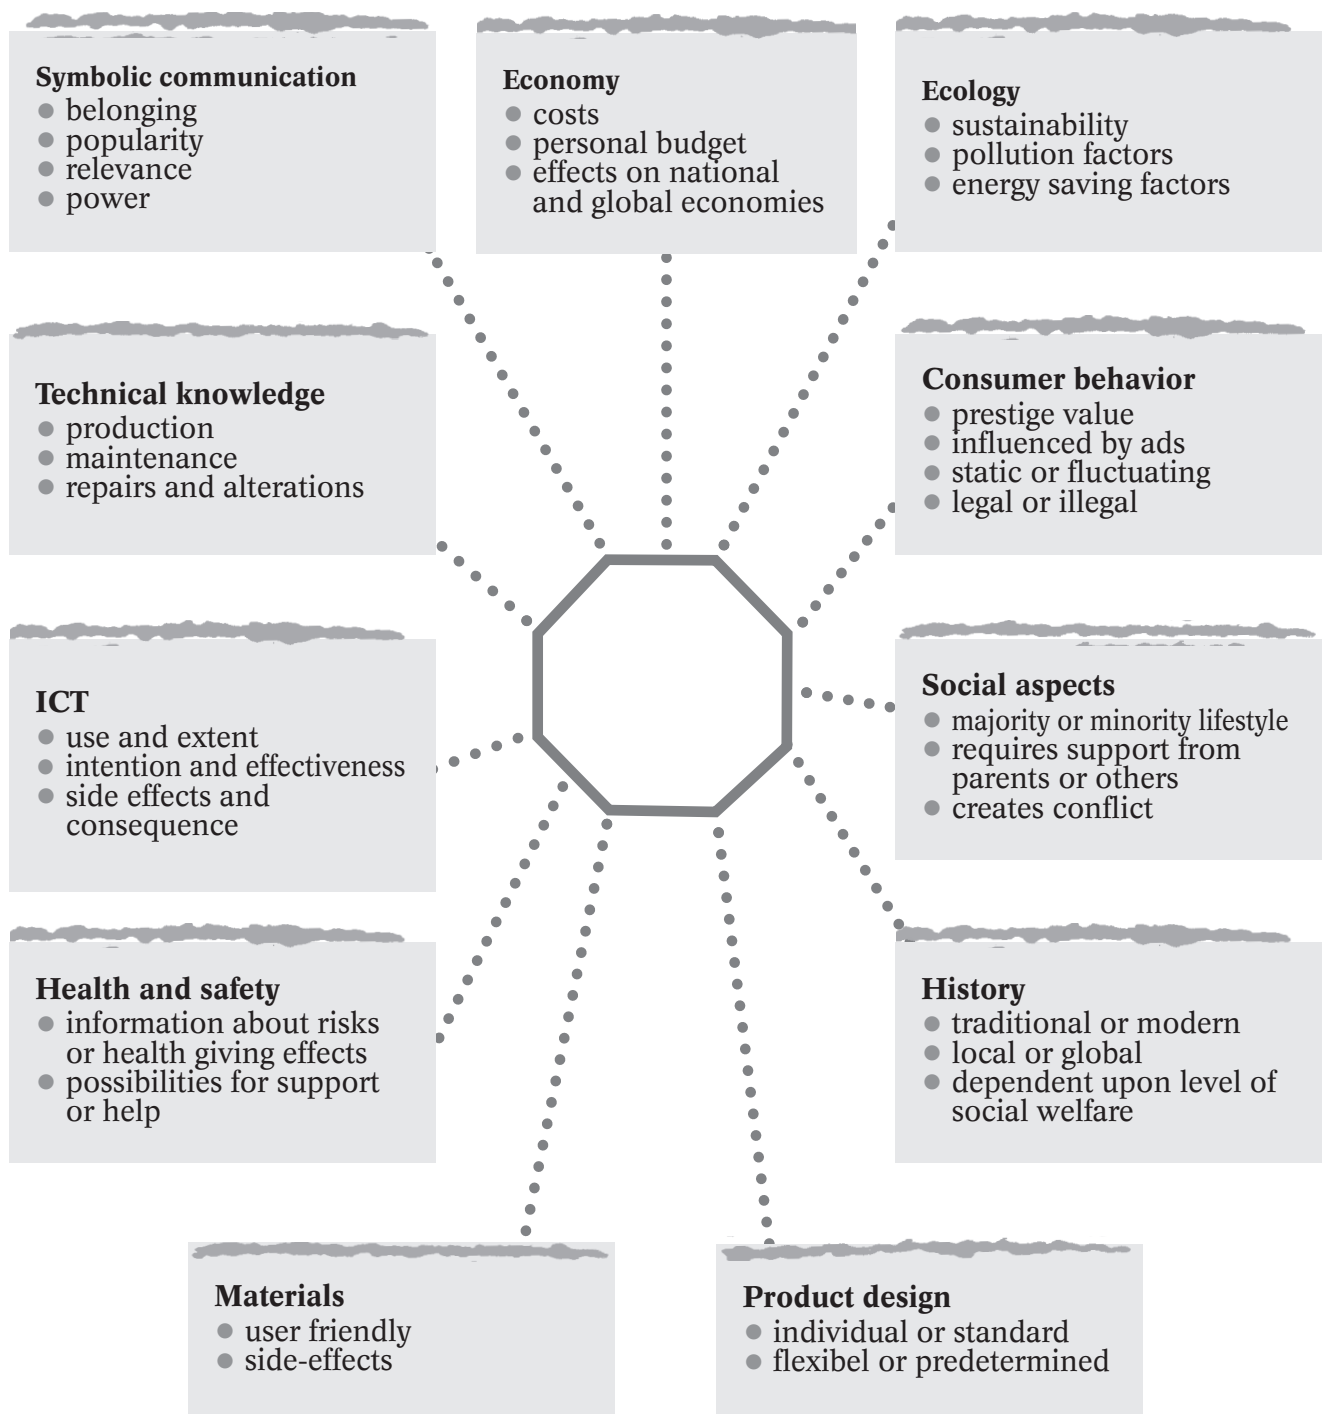 Symbolic communication
belonging
popularity
relevance
power
Economy
costs
personal budget
effects on national
and global economies
Ecology
sustainability
pollution factors
energy saving factors
Technical knowledge
production
maintenance
repairs and alterations
Consumer behavior
prestige value
influenced by ads
static or fluctuating
legal or illegal
ICT
use and extent
intention and effectiveness
side effects and
consequence
Social aspects
majority or minority lifestyle
requires support from
parents or others
creates conflict
Health and safety
information about risks
or health giving effects
possibilities for support
or help
History
traditional or modern
local or global
dependent upon level of
social welfare
Materials
user friendly
side-effects
Product design
individual or standard
flexibel or predetermined